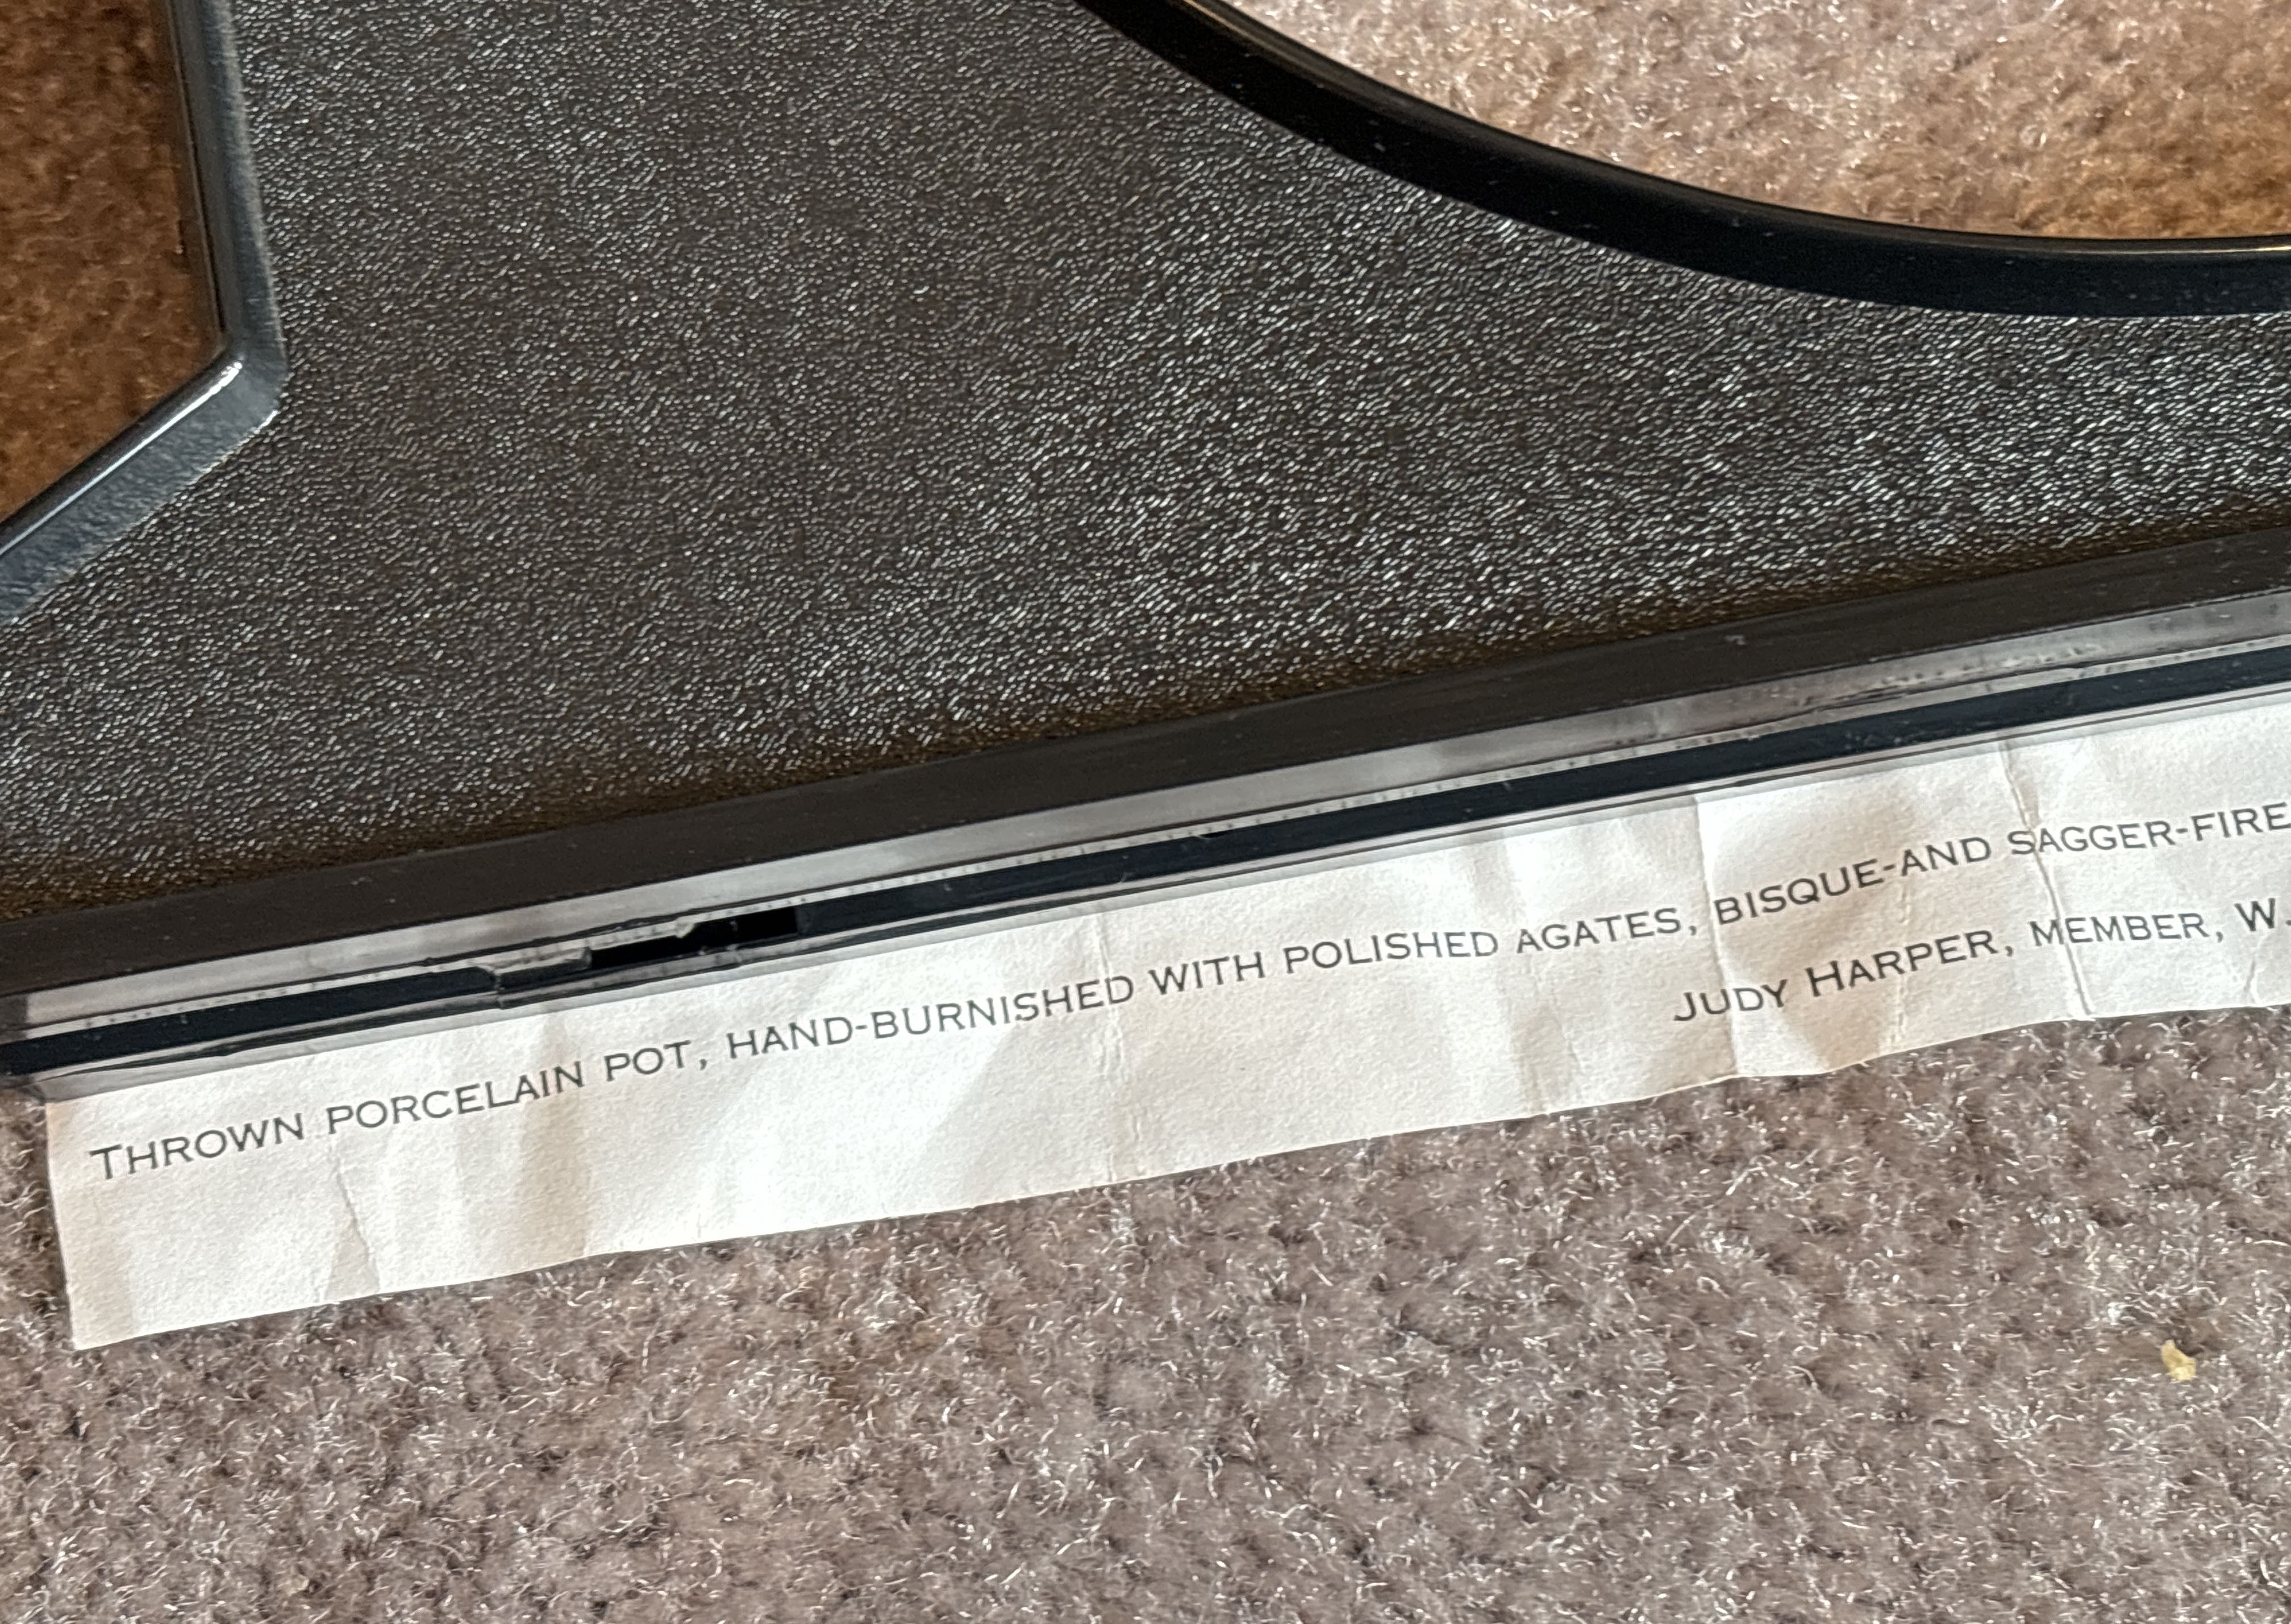 Thrown porcelain pot, hand-burnished with polished agates, bisque-and sagger-fire
Judy Harper, member, W.